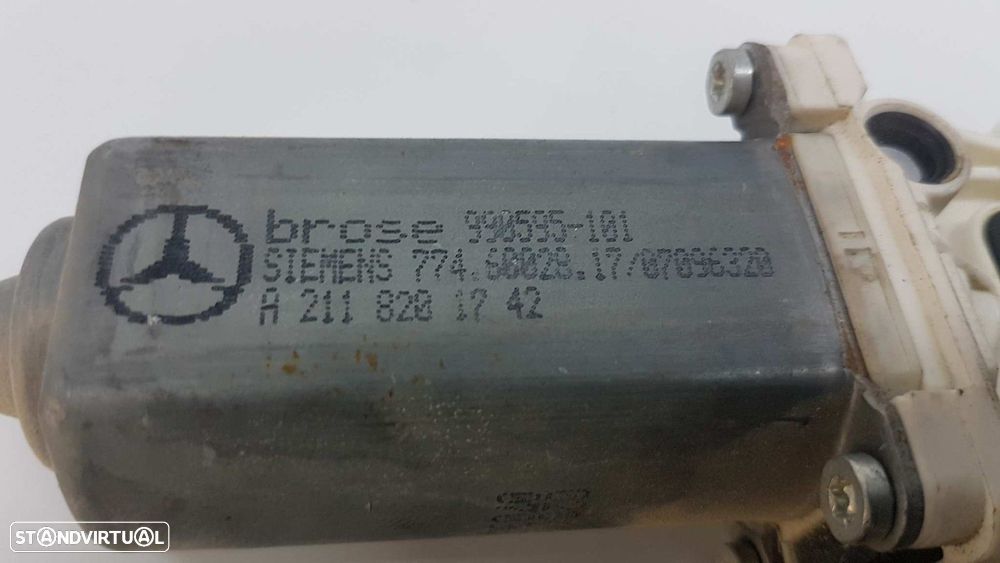 brose 990595-101
SIEMENS 774.60028.17/07096320
A 211 820 17 42
STANDVIRTUAL